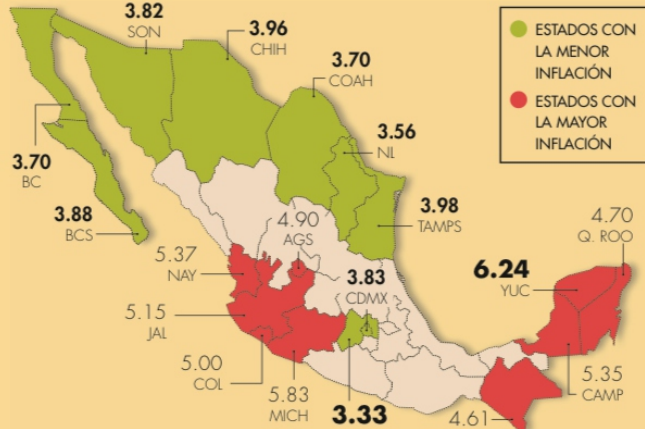 3.82
SON
3.96
CHIH
3.70
COAH
3.56
NL
ESTADOS CON
LA MENOR
INFLACIÓN
ESTADOS CON
LA MAYOR
INFLACIÓN
3.70
BC
3.88
BCS
4.90
AGS
3.98
TAMPS
4.70
Q. ROO
5.37
NAY
3.83
CDMX
6.24
YUC
5.15
JAL
5.00
COL
5.83
MICH
3.33
4.61
5.35
CAMP